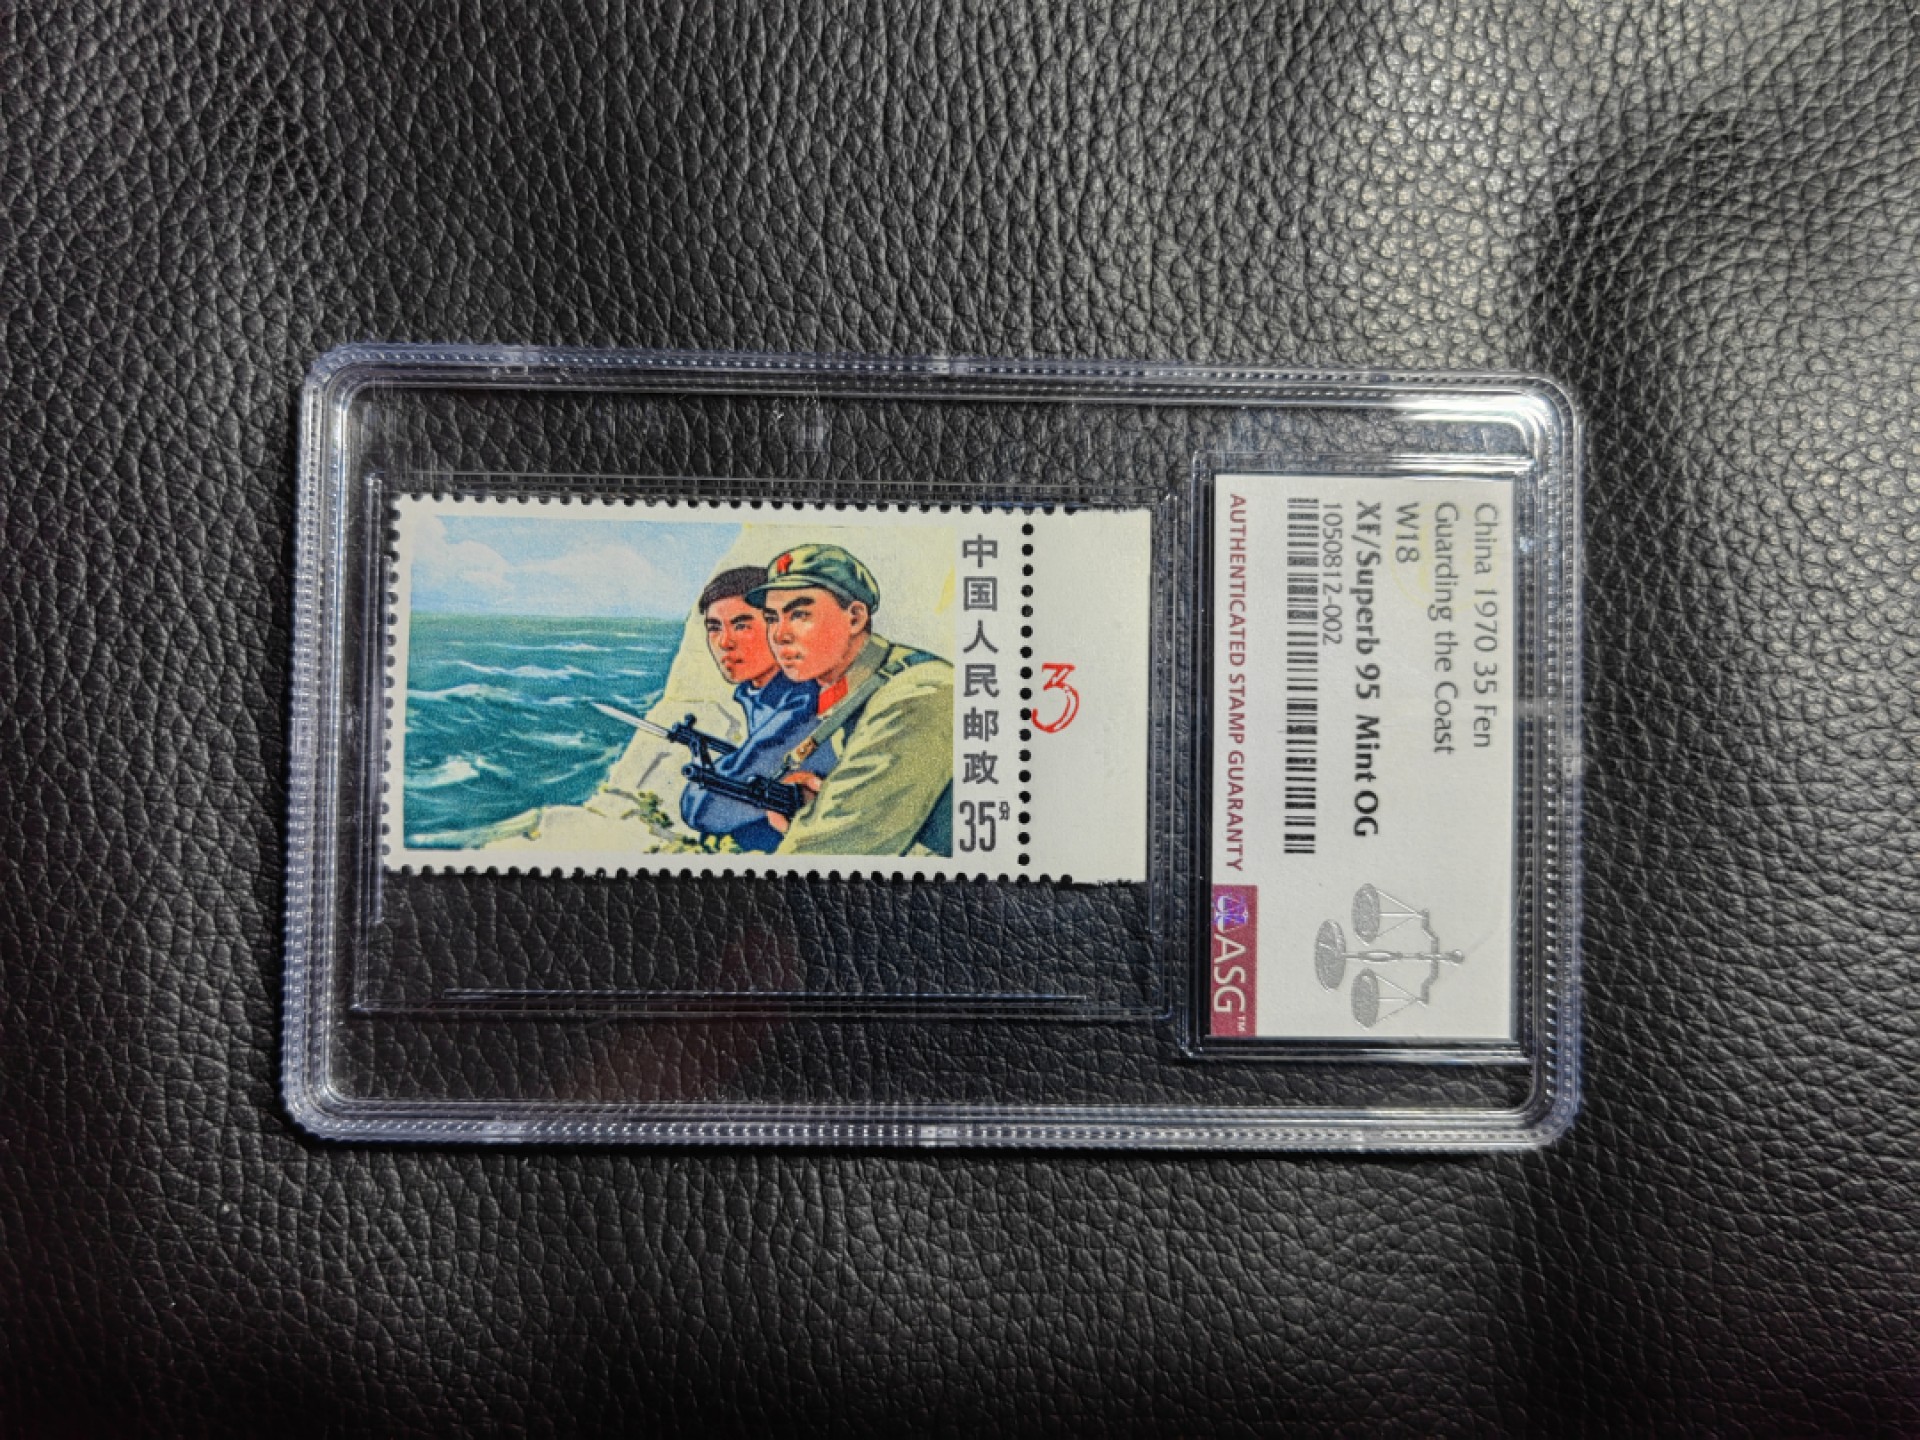 中国人民邮政
35分
3
China 1970 35 Fen
Guarding the Coast
W18
XF/Superb 95 Mint OG
1050812-002
AUTHENTICATED STAMP GUARANTY
ASG™